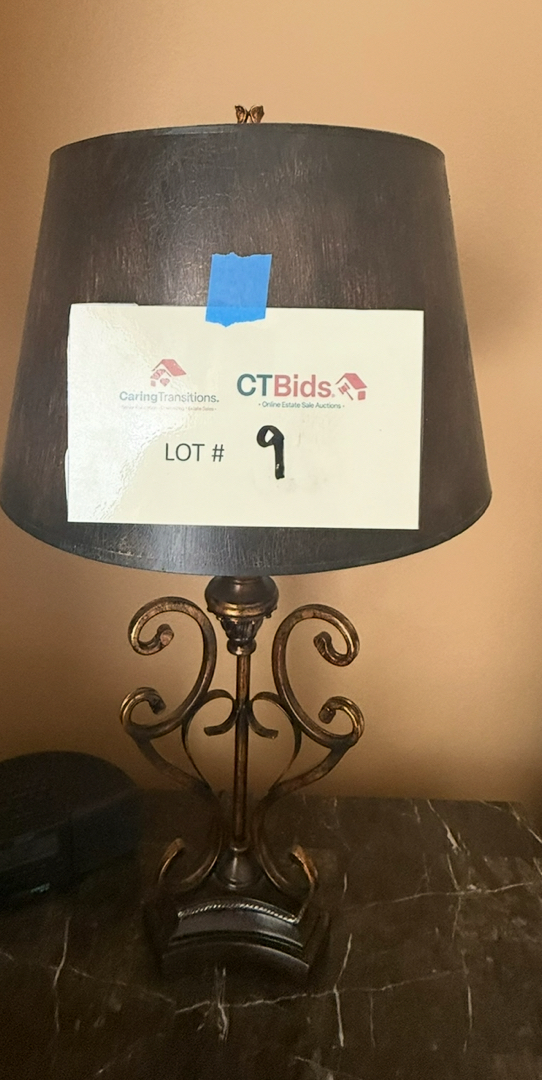 CaringTransitions.
CTBids
- Online Estate Sale Auctions -
LOT # 9